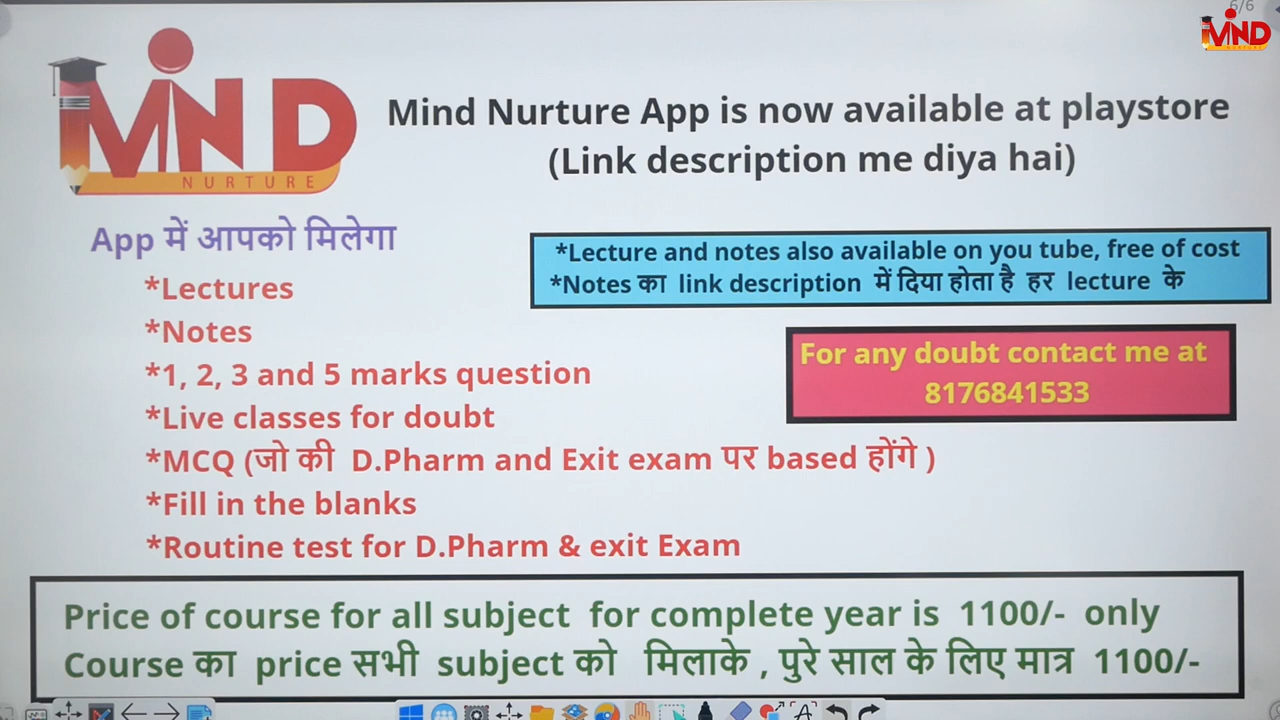 6/6
MIND
NURTURE
MIND
NURTURE
Mind Nurture App is now available at playstore
(Link description me diya hai)
App में आपको मिलेगा
*Lecture and notes also available on you tube, free of cost
*Notes का link description में दिया होता है हर lecture के
*Lectures
*Notes
*1, 2, 3 and 5 marks question
*Live classes for doubt
*MCQ (जो की D.Pharm and Exit exam पर based होंगे )
*Fill in the blanks
*Routine test for D.Pharm & exit Exam
For any doubt contact me at
8176841533
Price of course for all subject for complete year is 1100/- only
Course का price सभी subject को मिलाके , पुरे साल के लिए मात्र 1100/-